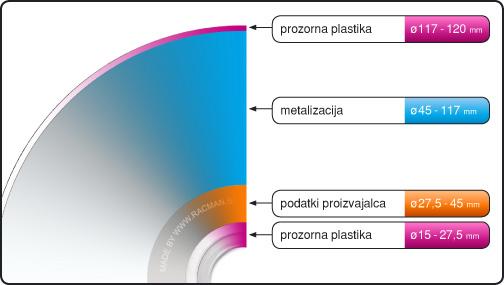 prozorna plastika ø117 - 120 mm
metalizacija ø45 - 117 mm
podatki proizvajalca ø27,5 - 45 mm
prozorna plastika ø15 - 27,5 mm
MADE BY WWW.RACMAN.